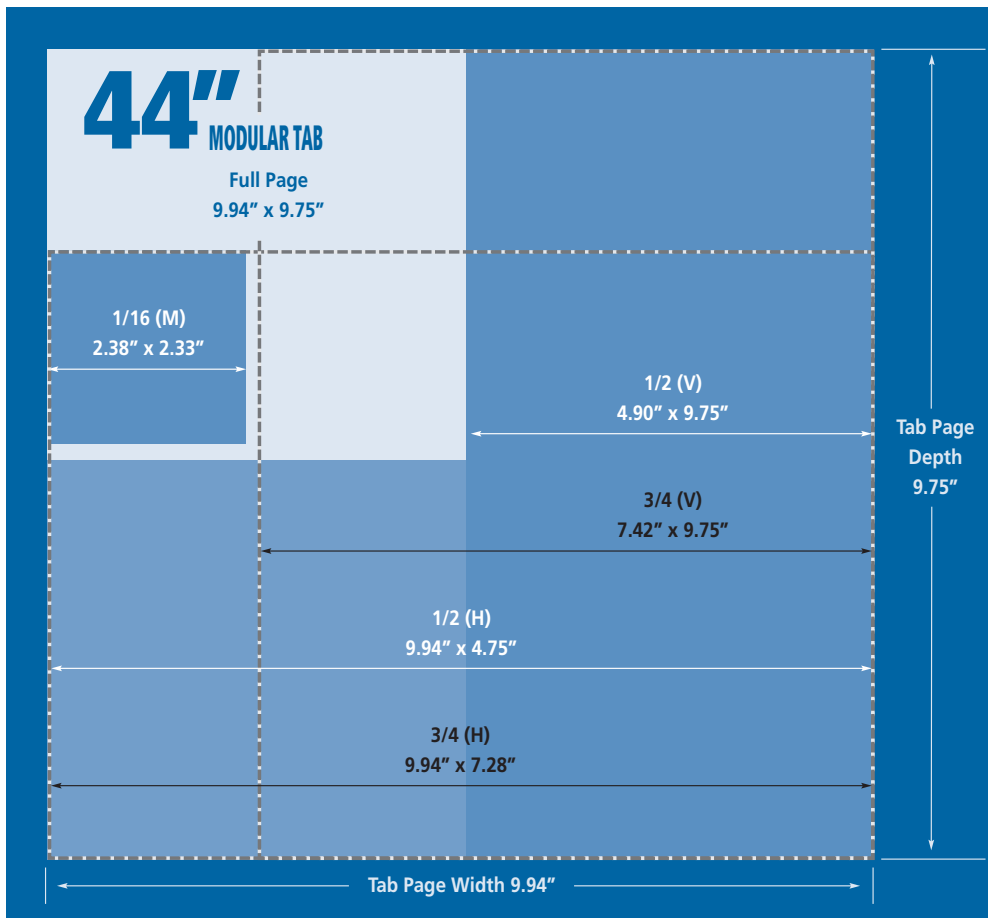 44″
MODULAR TAB
Full Page
9.94″ x 9.75″
1/16 (M)
2.38″ x 2.33″
1/2 (V)
4.90″ x 9.75″
Tab Page
Depth
9.75″
3/4 (V)
7.42″ x 9.75″
1/2 (H)
9.94″ x 4.75″
3/4 (H)
9.94″ x 7.28″
Tab Page Width 9.94″